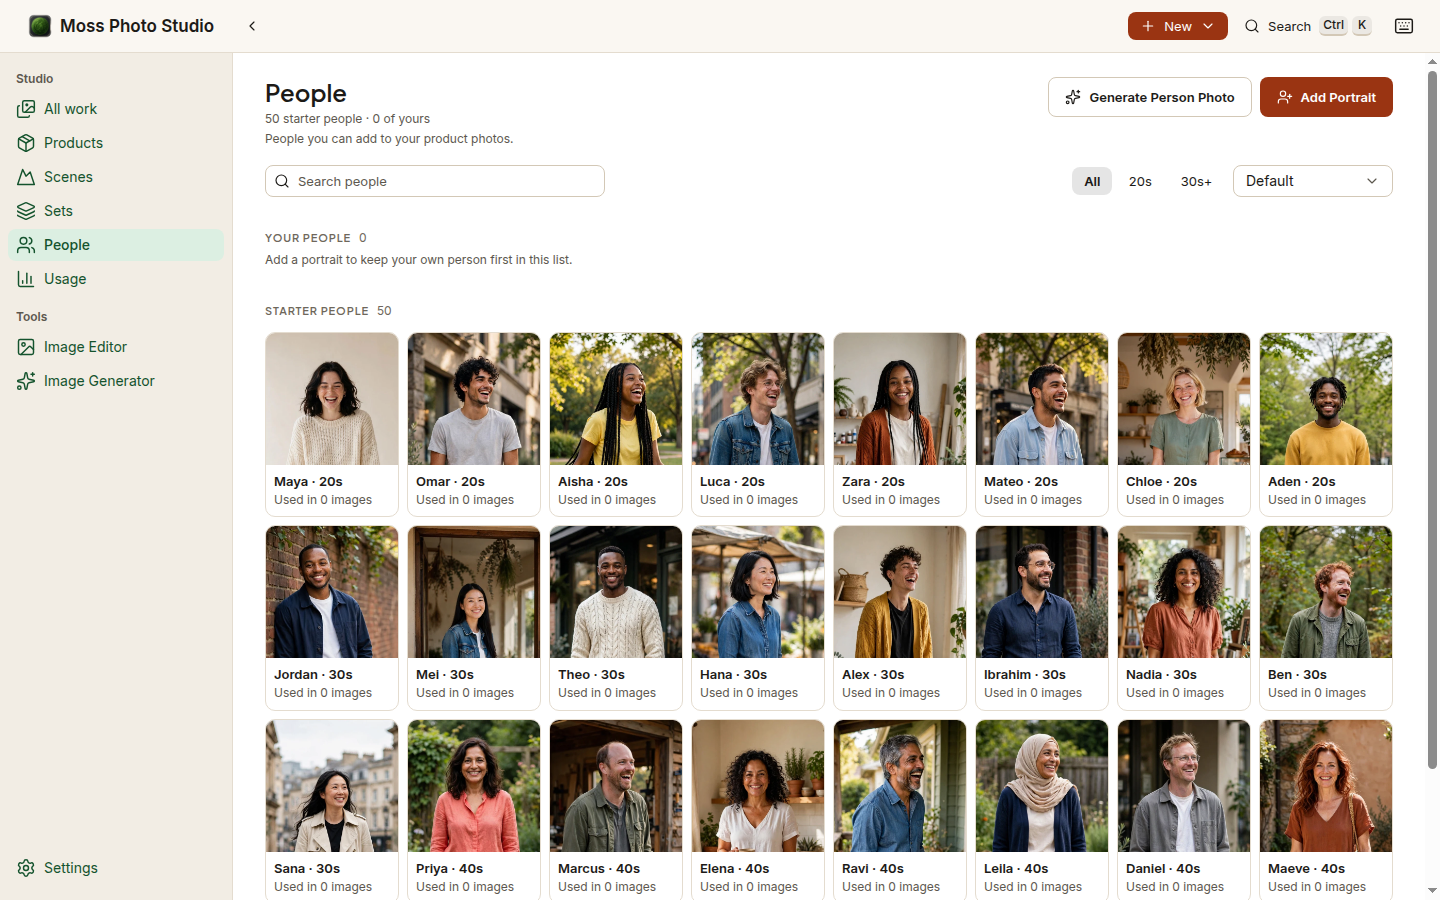 Moss Photo Studio
New
Search Ctrl K
Studio
All work
Products
Scenes
Sets
People
Usage
Tools
Image Editor
Image Generator
Settings
People
50 starter people · 0 of yours
People you can add to your product photos.
Generate Person Photo
Add Portrait
Search people
All 20s 30s+ Default
YOUR PEOPLE 0
Add a portrait to keep your own person first in this list.
STARTER PEOPLE 50
Maya · 20s
Used in 0 images
Omar · 20s
Used in 0 images
Aisha · 20s
Used in 0 images
Luca · 20s
Used in 0 images
Zara · 20s
Used in 0 images
Mateo · 20s
Used in 0 images
Chloe · 20s
Used in 0 images
Aden · 20s
Used in 0 images
Jordan · 30s
Used in 0 images
Mei · 30s
Used in 0 images
Theo · 30s
Used in 0 images
Hana · 30s
Used in 0 images
Alex · 30s
Used in 0 images
Ibrahim · 30s
Used in 0 images
Nadia · 30s
Used in 0 images
Ben · 30s
Used in 0 images
Sana · 30s
Used in 0 images
Priya · 40s
Used in 0 images
Marcus · 40s
Used in 0 images
Elena · 40s
Used in 0 images
Ravi · 40s
Used in 0 images
Leila · 40s
Used in 0 images
Daniel · 40s
Used in 0 images
Maeve · 40s
Used in 0 images